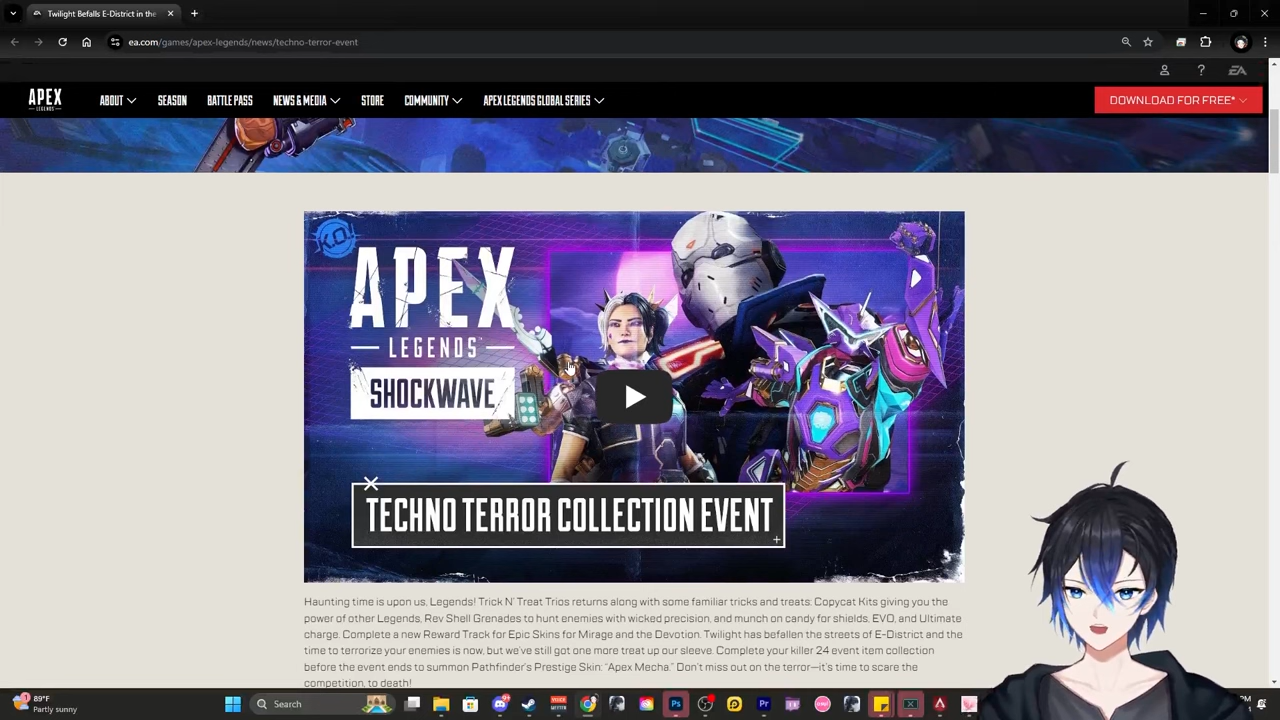 Twilight Befalls E-District in the
ea.com/games/apex-legends/news/techno-terror-event
EA
APEX
LEGENDS
ABOUT
SEASON
BATTLE PASS
NEWS & MEDIA
STORE
COMMUNITY
APEX LEGENDS GLOBAL SERIES
DOWNLOAD FOR FREE*
K.O.
APEX
LEGENDS
SHOCKWAVE
TECHNO TERROR COLLECTION EVENT
Haunting time is upon us, Legends! Trick N' Treat Trios returns along with some familiar tricks and treats: Copycat Kits giving you the
power of other Legends, Rev Shell Grenades to hunt enemies with wicked precision, and munch on candy for shields, EVO, and Ultimate
charge. Complete a new Reward Track for Epic Skins for Mirage and the Devotion. Twilight has befallen the streets of E-District and the
time to terrorize your enemies is now, but we've still got one more treat up our sleeve. Complete your killer 24 event item collection
before the event ends to summon Pathfinder's Prestige Skin: "Apex Mecha." Don't miss out on the terror—it's time to scare the
competition, to death!
89°F
Partly sunny
Search